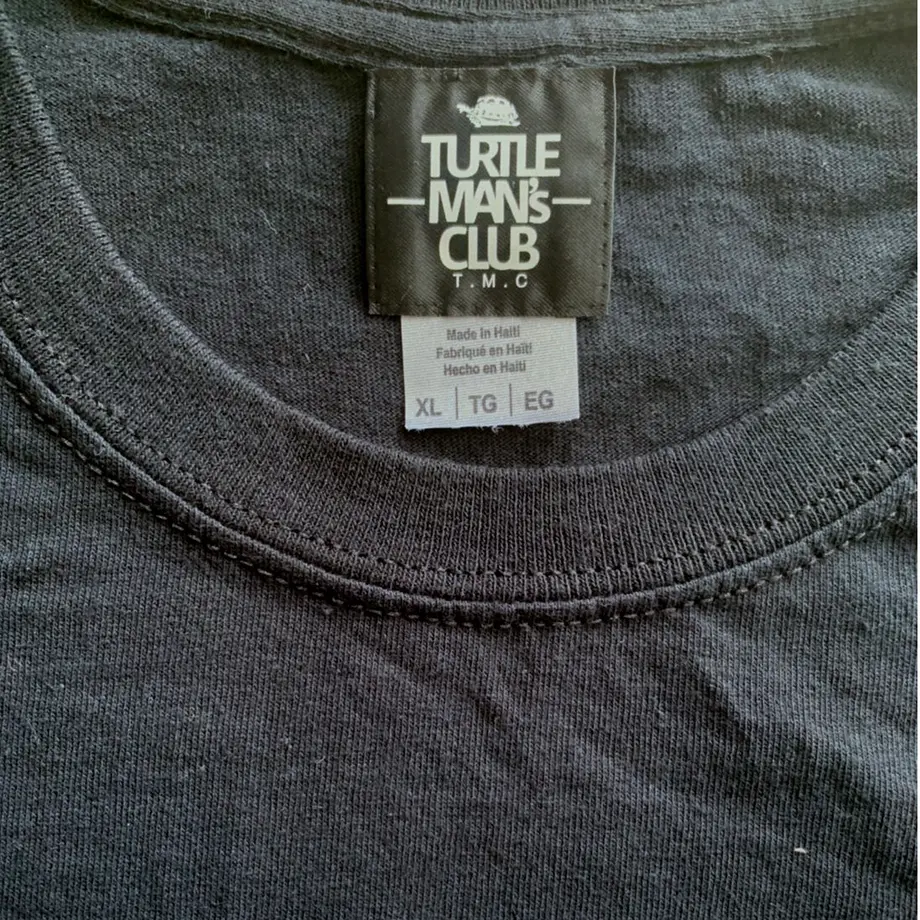 TURTLE
MAN's
CLUB
T.M.C
Made in Haiti
Fabriqué en Haïti
Hecho en Haiti
XL | TG | EG